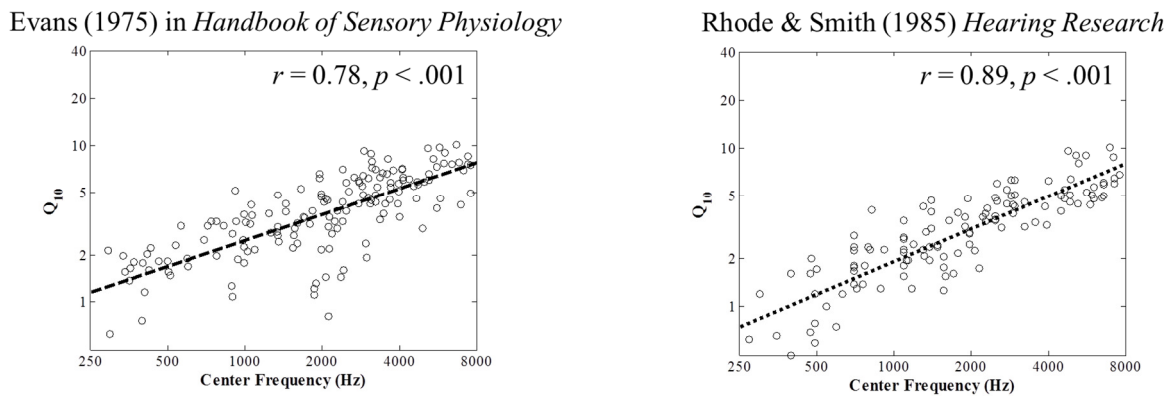 Evans (1975) in Handbook of Sensory Physiology
r = 0.78, p < .001
40
20
10
5
2
1
Q10
250 500 1000 2000 4000 8000
Center Frequency (Hz)
Rhode & Smith (1985) Hearing Research
r = 0.89, p < .001
40
20
10
5
2
1
Q10
250 500 1000 2000 4000 8000
Center Frequency (Hz)